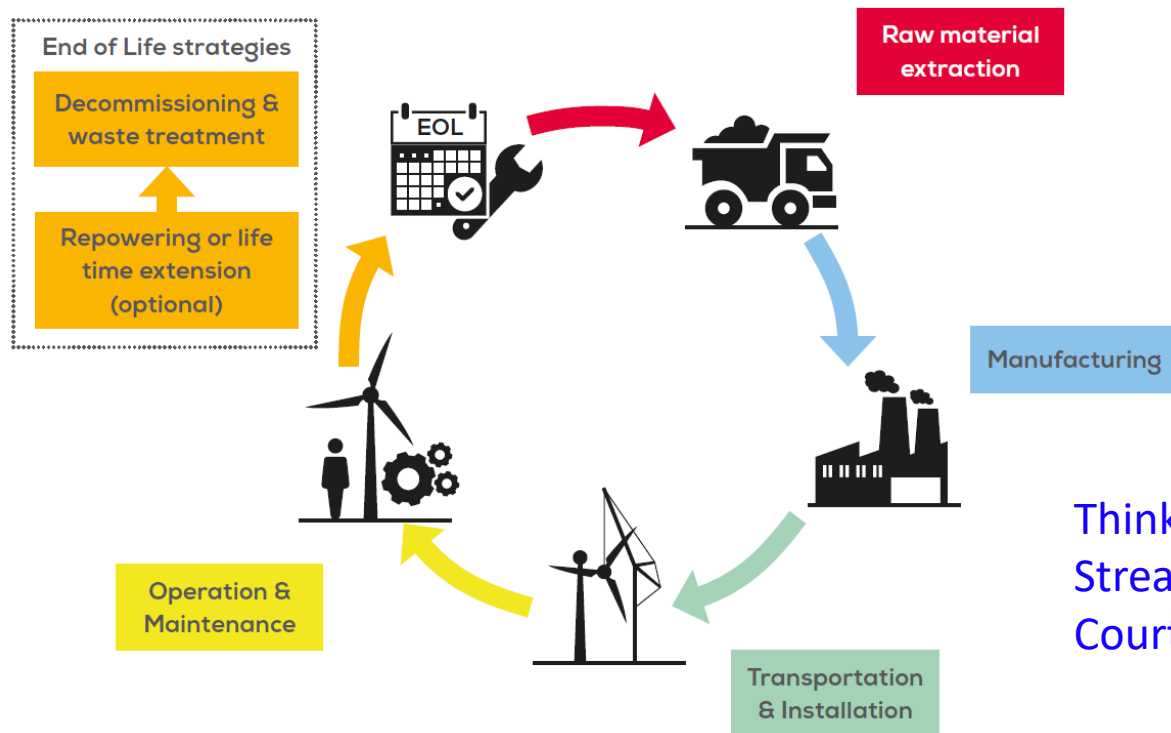 End of Life strategies
Decommissioning &
waste treatment
Repowering or life
time extension
(optional)
EOL
Raw material
extraction
Manufacturing
Transportation
& Installation
Operation &
Maintenance